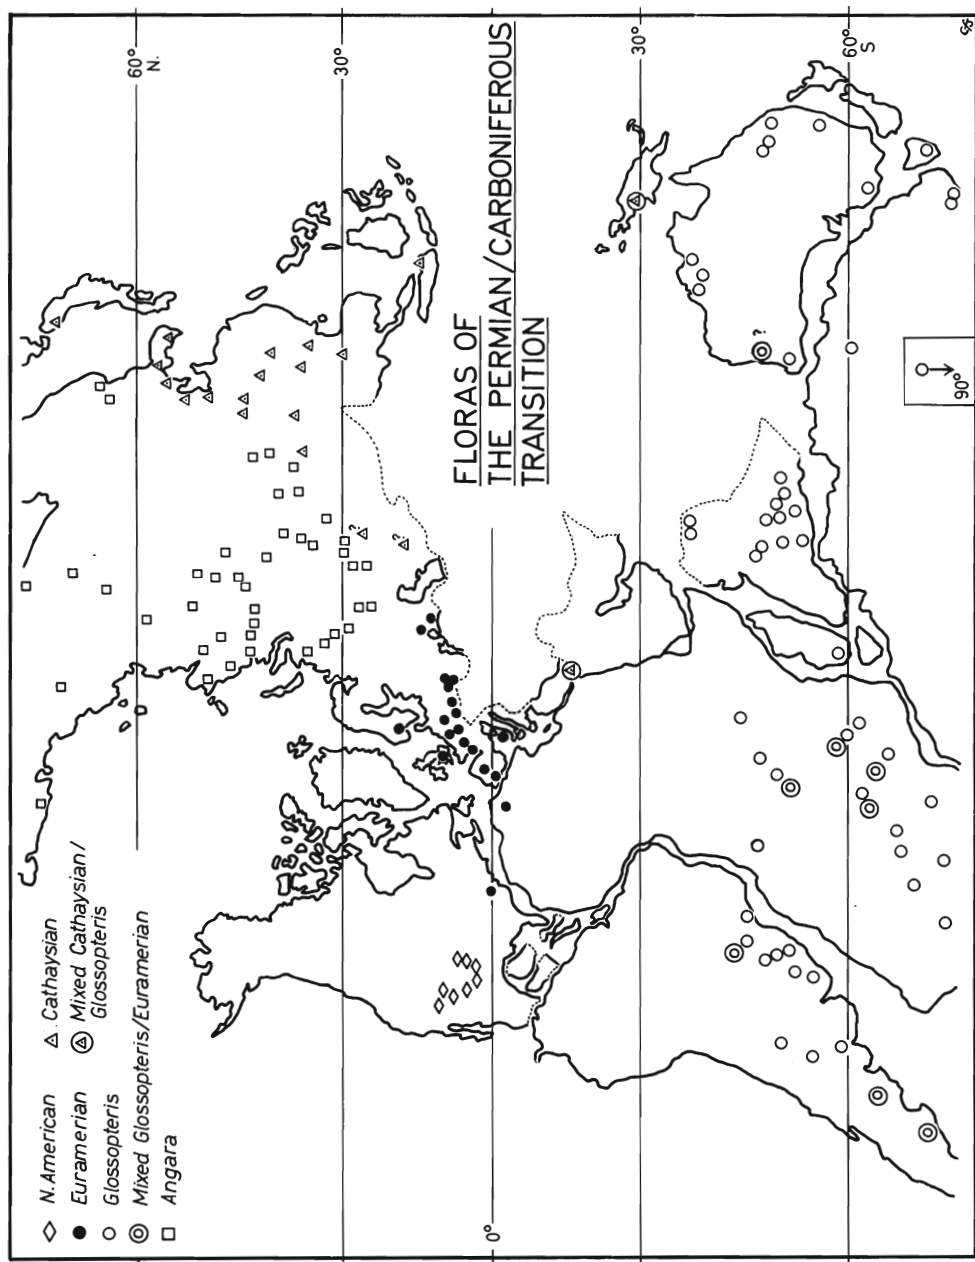 FLORAS OF
THE PERMIAN/CARBONIFEROUS
TRANSITION
◇ N. American
● Euramerian
○ Glossopteris
◎ Mixed Glossopteris/Euramerian
□ Angara
△ Cathaysian
Mixed Cathaysian/
Glossopteris
60°
N.
30°
0°
30°
60°
S
90°
?
?
?